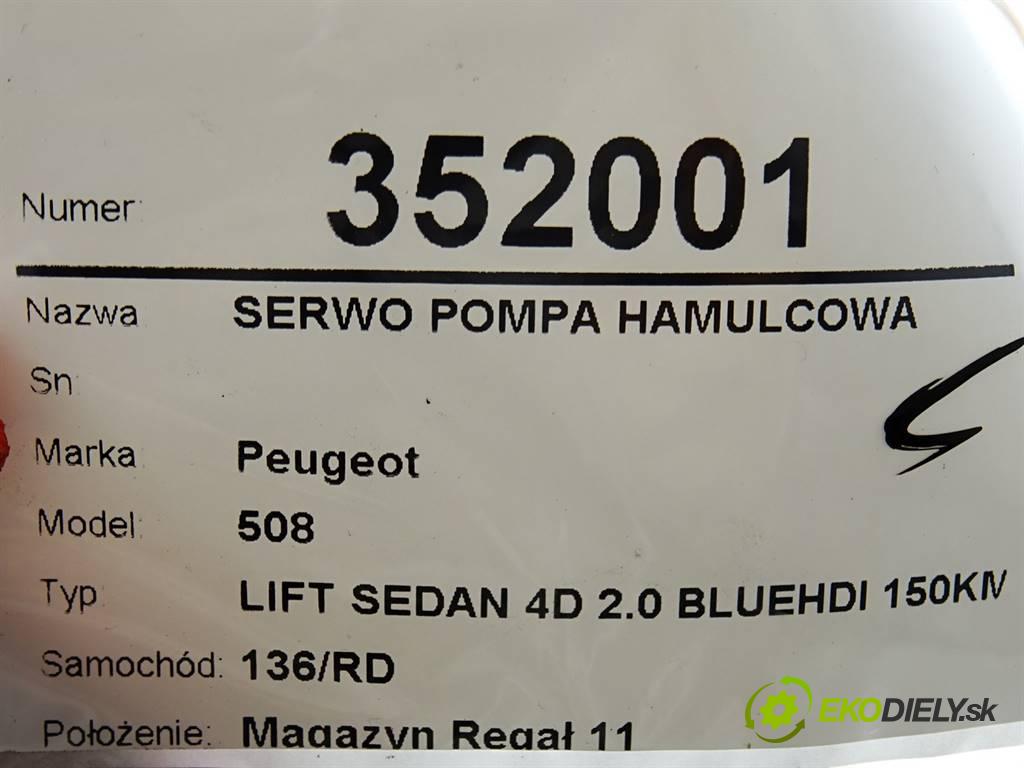 Numer: 352001
Nazwa SERWO POMPA HAMULCOWA
Sn
Marka Peugeot
Model: 508
Typ LIFT SEDAN 4D 2.0 BLUEHDI 150KM
Samochód: 136/RD
Położenie: Magazyn Regał 11
EKODIELY.sk